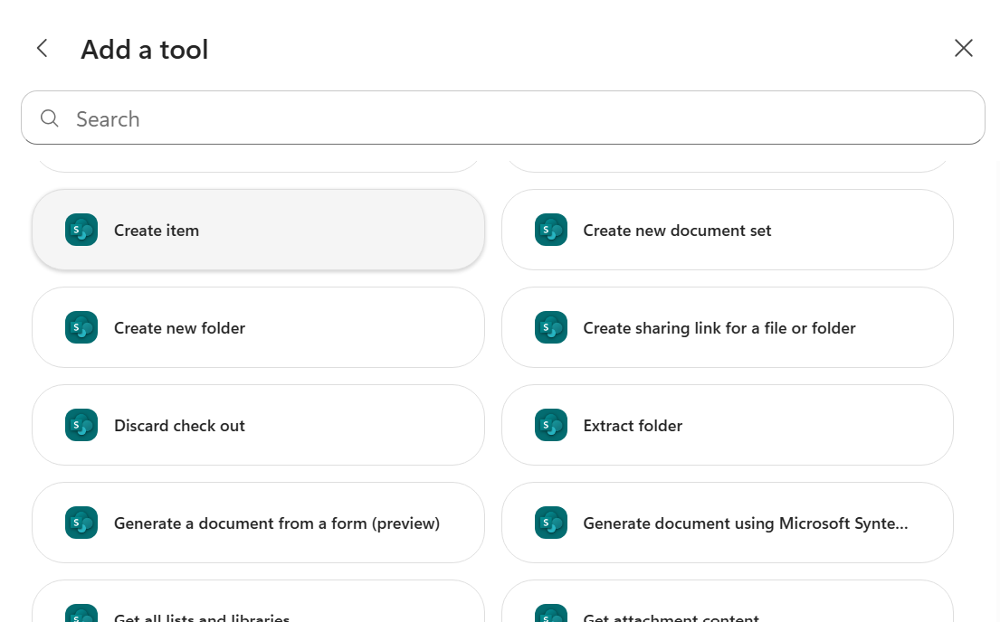 Add a tool
Search
Create item
Create new document set
Create new folder
Create sharing link for a file or folder
Discard check out
Extract folder
Generate a document from a form (preview)
Generate document using Microsoft Synte...
Get all lists and libraries
Get attachment content